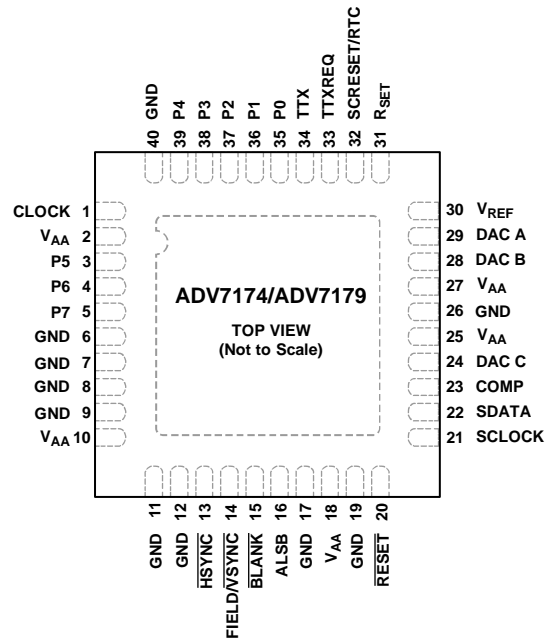 40 GND
39 P4
38 P3
37 P2
36 P1
35 P0
34 TTX
33 TTXREQ
32 SCRESET/RTC
31 RSET
CLOCK 1
VAA 2
P5 3
P6 4
P7 5
GND 6
GND 7
GND 8
GND 9
VAA 10
ADV7174/ADV7179
TOP VIEW
(Not to Scale)
30 VREF
29 DAC A
28 DAC B
27 VAA
26 GND
25 VAA
24 DAC C
23 COMP
22 SDATA
21 SCLOCK
GND 11
GND 12
HSYNC 13
FIELD/VSYNC 14
BLANK 15
ALSB 16
GND 17
VAA 18
GND 19
RESET 20